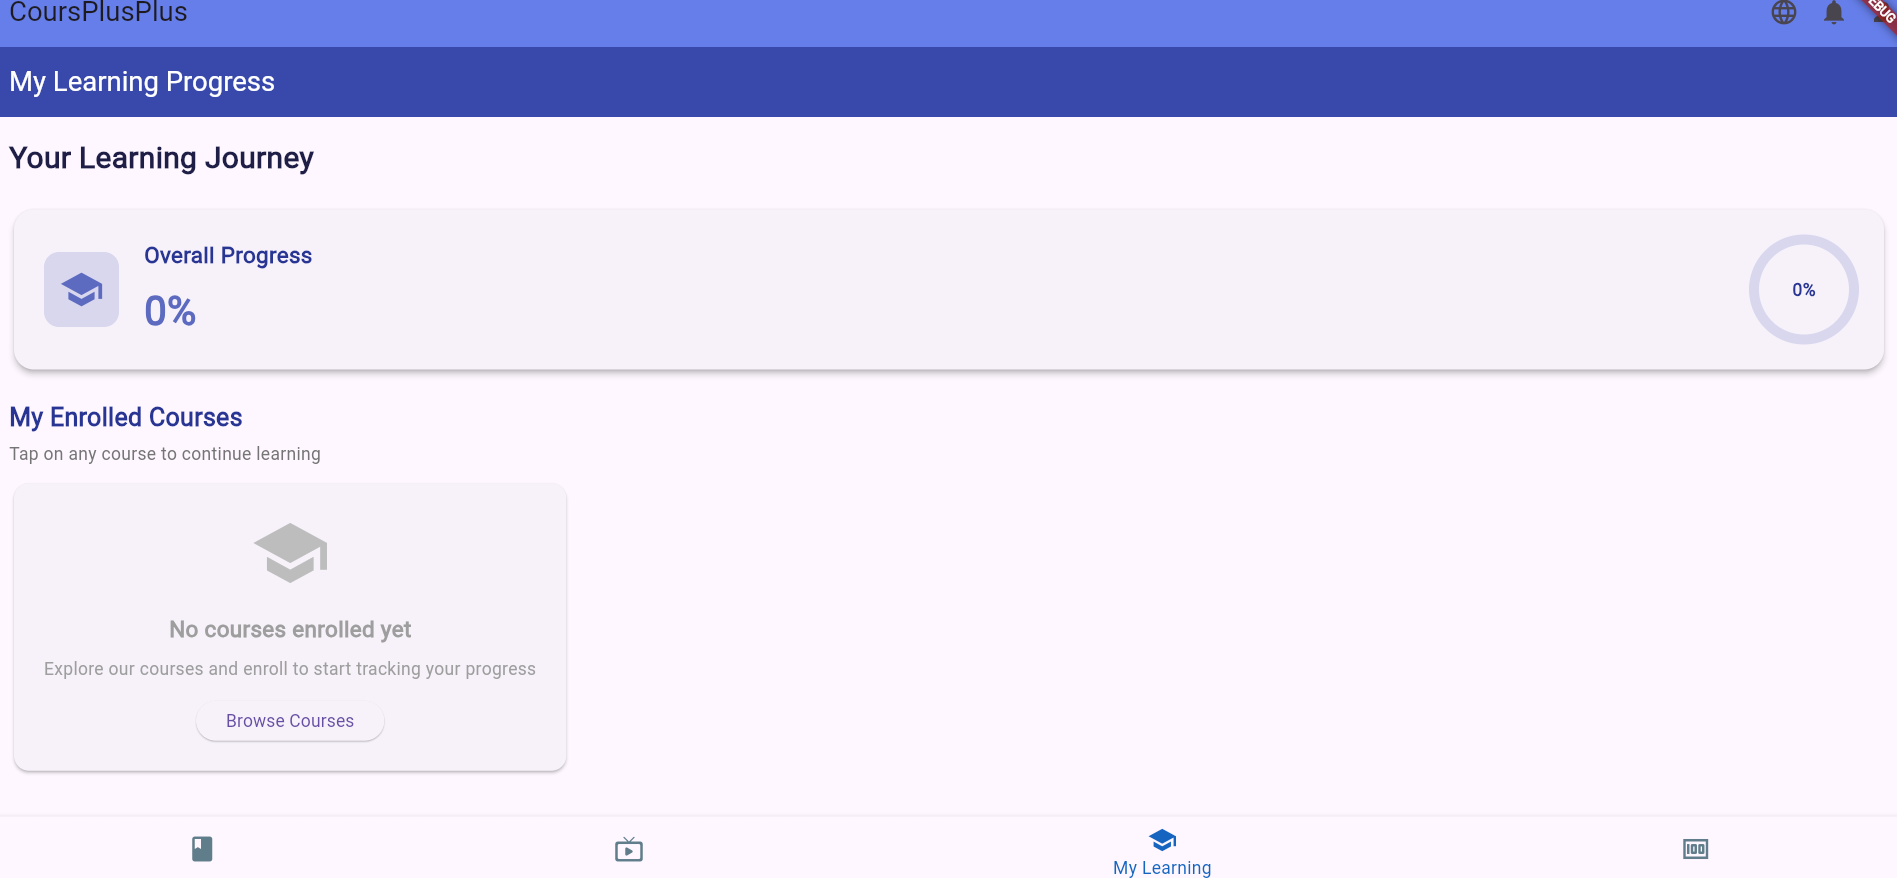 CoursPlusPlus
EBUG
My Learning Progress
Your Learning Journey
Overall Progress
0%
0%
My Enrolled Courses
Tap on any course to continue learning
No courses enrolled yet
Explore our courses and enroll to start tracking your progress
Browse Courses
My Learning
100